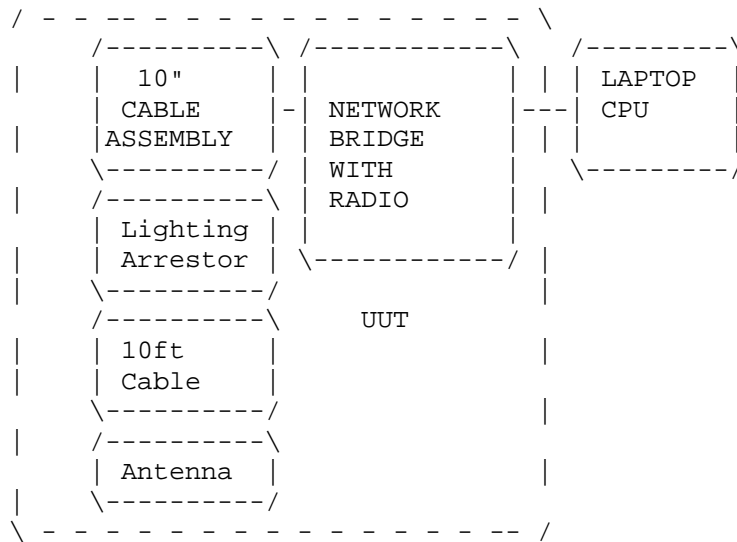 10"
CABLE
ASSEMBLY
NETWORK
BRIDGE
WITH
RADIO
LAPTOP
CPU
Lighting
Arrestor
UUT
10ft
Cable
Antenna